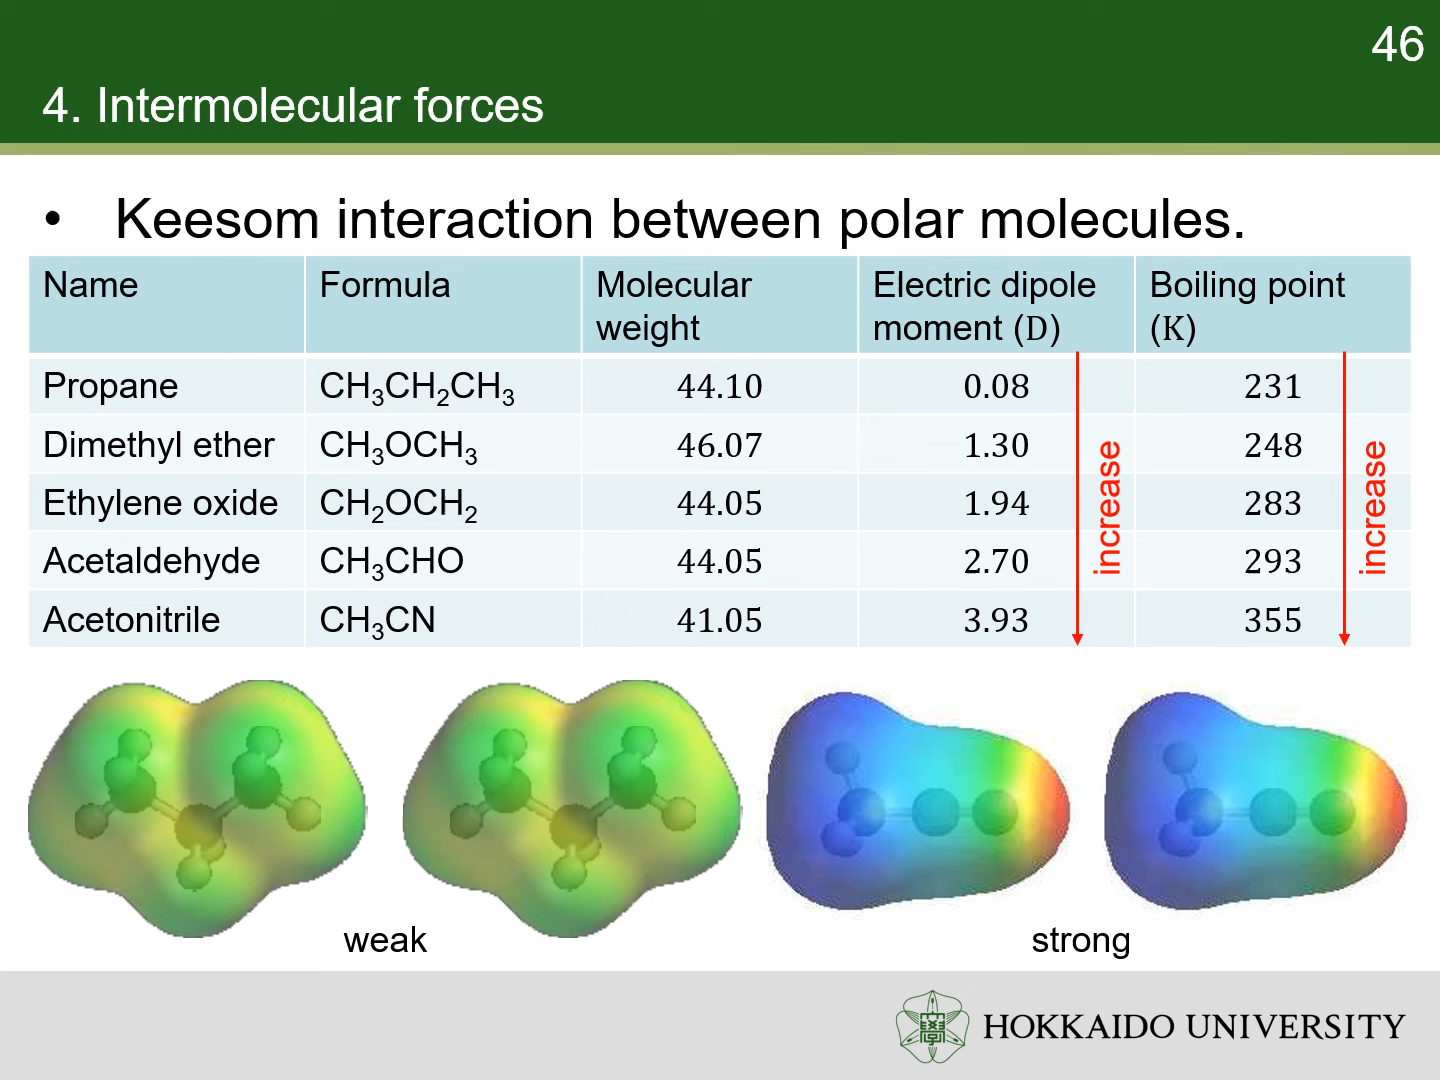 46
4. Intermolecular forces
• Keesom interaction between polar molecules.
Name Formula Molecular weight Electric dipole moment (D) Boiling point (K)
Propane CH₃CH₂CH₃ 44.10 0.08 231
Dimethyl ether CH₃OCH₃ 46.07 1.30 248
Ethylene oxide CH₂OCH₂ 44.05 1.94 283
Acetaldehyde CH₃CHO 44.05 2.70 293
Acetonitrile CH₃CN 41.05 3.93 355
increase
increase
weak
strong
HOKKAIDO UNIVERSITY